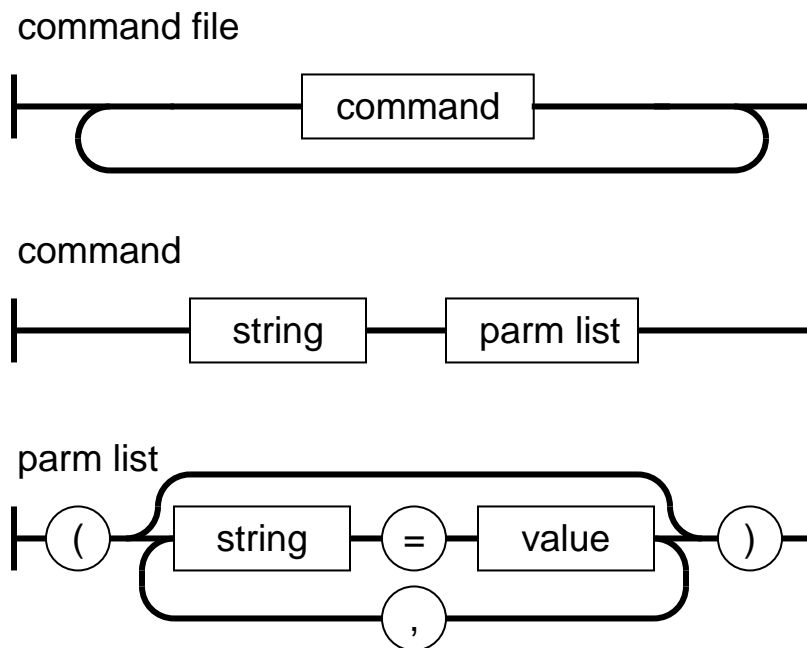 command file
command
command
string parm list
parm list
( string = value )
,